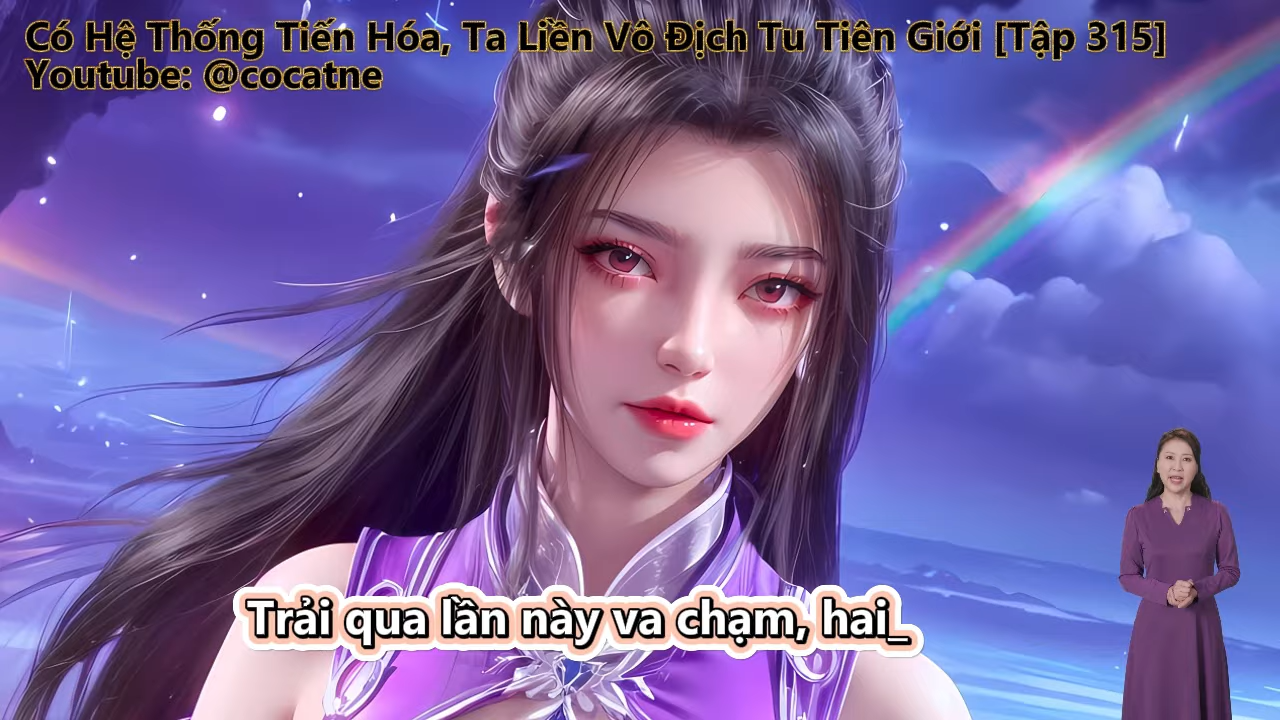 Có Hệ Thống Tiến Hóa, Ta Liền Vô Địch Tu Tiên Giới [Tập 315]
Youtube: @cocatne
Trải qua lần này va chạm, hai_